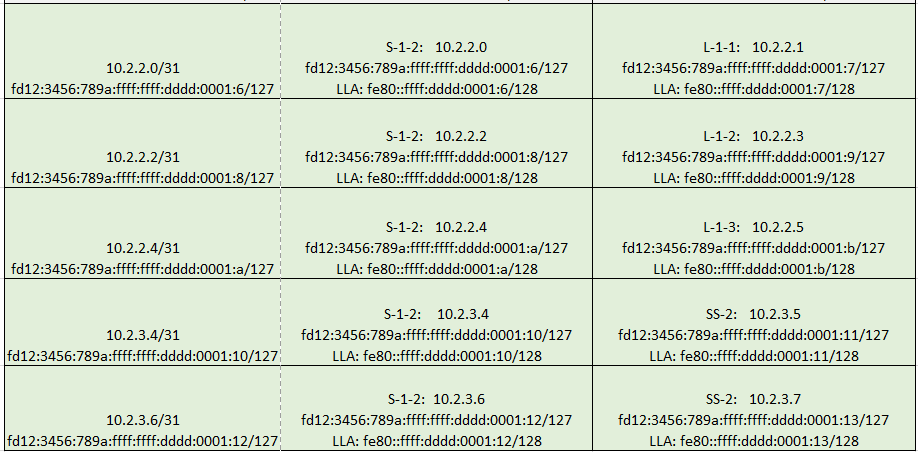 10.2.2.0/31
fd12:3456:789a:ffff:ffff:dddd:0001:6/127
S-1-2: 10.2.2.0
fd12:3456:789a:ffff:ffff:dddd:0001:6/127
LLA: fe80::ffff:dddd:0001:6/128
L-1-1: 10.2.2.1
fd12:3456:789a:ffff:ffff:dddd:0001:7/127
LLA: fe80::ffff:dddd:0001:7/128
10.2.2.2/31
fd12:3456:789a:ffff:ffff:dddd:0001:8/127
S-1-2: 10.2.2.2
fd12:3456:789a:ffff:ffff:dddd:0001:8/127
LLA: fe80::ffff:dddd:0001:8/128
L-1-2: 10.2.2.3
fd12:3456:789a:ffff:ffff:dddd:0001:9/127
LLA: fe80::ffff:dddd:0001:9/128
10.2.2.4/31
fd12:3456:789a:ffff:ffff:dddd:0001:a/127
S-1-2: 10.2.2.4
fd12:3456:789a:ffff:ffff:dddd:0001:a/127
LLA: fe80::ffff:dddd:0001:a/128
L-1-3: 10.2.2.5
fd12:3456:789a:ffff:ffff:dddd:0001:b/127
LLA: fe80::ffff:dddd:0001:b/128
10.2.3.4/31
fd12:3456:789a:ffff:ffff:dddd:0001:10/127
S-1-2: 10.2.3.4
fd12:3456:789a:ffff:ffff:dddd:0001:10/127
LLA: fe80::ffff:dddd:0001:10/128
SS-2: 10.2.3.5
fd12:3456:789a:ffff:ffff:dddd:0001:11/127
LLA: fe80::ffff:dddd:0001:11/128
10.2.3.6/31
fd12:3456:789a:ffff:ffff:dddd:0001:12/127
S-1-2: 10.2.3.6
fd12:3456:789a:ffff:ffff:dddd:0001:12/127
LLA: fe80::ffff:dddd:0001:12/128
SS-2: 10.2.3.7
fd12:3456:789a:ffff:ffff:dddd:0001:13/127
LLA: fe80::ffff:dddd:0001:13/128